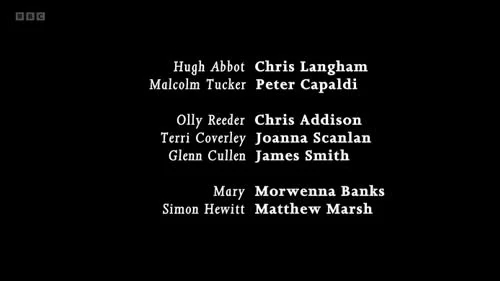 BBC
Hugh Abbot Chris Langham
Malcolm Tucker Peter Capaldi
Olly Reeder Chris Addison
Terri Coverley Joanna Scanlan
Glenn Cullen James Smith
Mary Morwenna Banks
Simon Hewitt Matthew Marsh